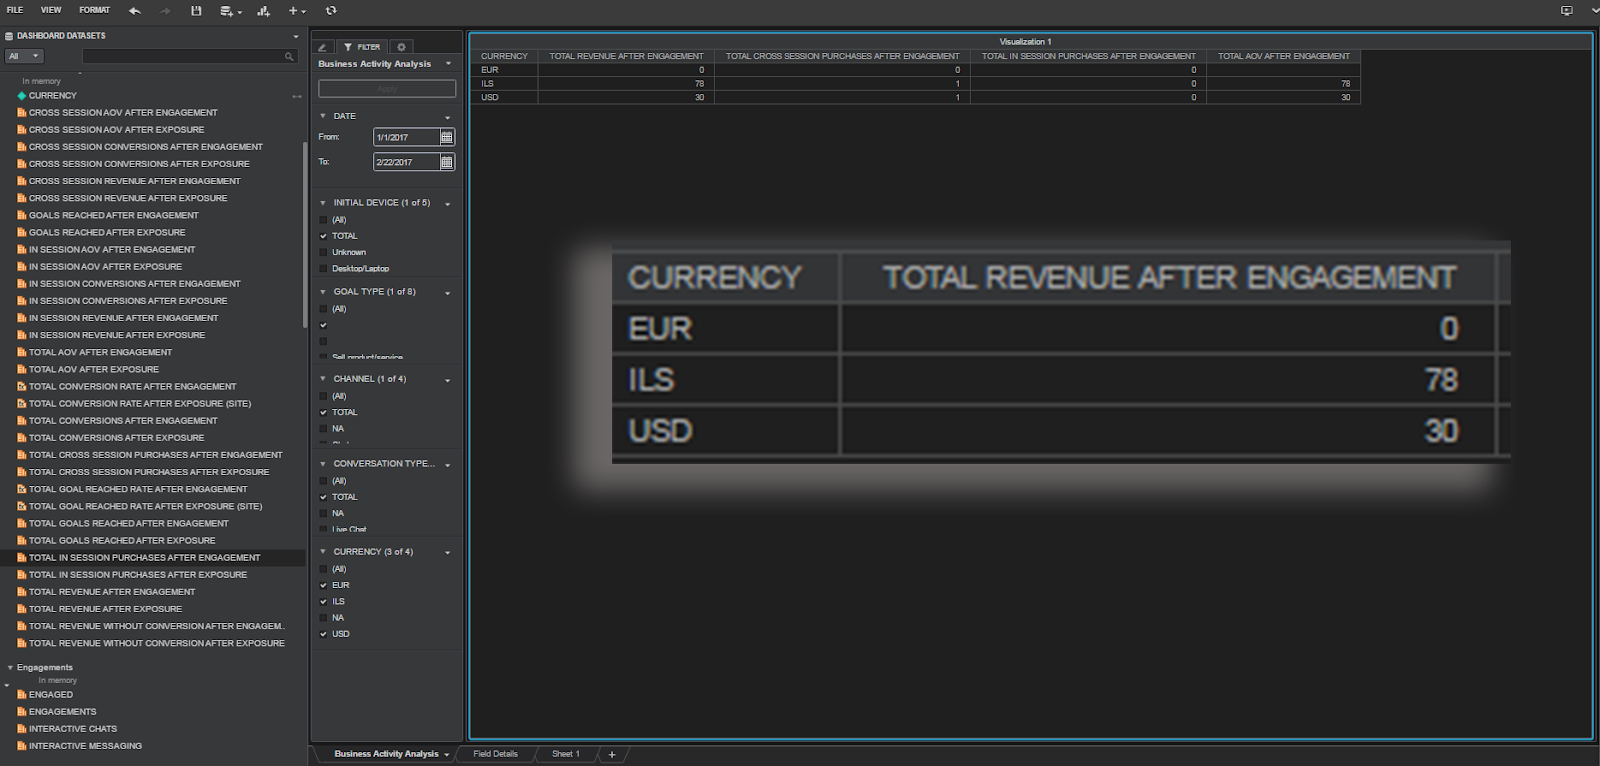 FILE VIEW FORMAT
DASHBOARD DATASETS
All
In memory
CURRENCY
CROSS SESSION AOV AFTER ENGAGEMENT
CROSS SESSION AOV AFTER EXPOSURE
CROSS SESSION CONVERSIONS AFTER ENGAGEMENT
CROSS SESSION CONVERSIONS AFTER EXPOSURE
CROSS SESSION REVENUE AFTER ENGAGEMENT
CROSS SESSION REVENUE AFTER EXPOSURE
GOALS REACHED AFTER ENGAGEMENT
GOALS REACHED AFTER EXPOSURE
IN SESSION AOV AFTER ENGAGEMENT
IN SESSION AOV AFTER EXPOSURE
IN SESSION CONVERSIONS AFTER ENGAGEMENT
IN SESSION CONVERSIONS AFTER EXPOSURE
IN SESSION REVENUE AFTER ENGAGEMENT
IN SESSION REVENUE AFTER EXPOSURE
TOTAL AOV AFTER ENGAGEMENT
TOTAL AOV AFTER EXPOSURE
TOTAL CONVERSION RATE AFTER ENGAGEMENT
TOTAL CONVERSION RATE AFTER EXPOSURE (SITE)
TOTAL CONVERSIONS AFTER ENGAGEMENT
TOTAL CONVERSIONS AFTER EXPOSURE
TOTAL CROSS SESSION PURCHASES AFTER ENGAGEMENT
TOTAL CROSS SESSION PURCHASES AFTER EXPOSURE
TOTAL GOAL REACHED RATE AFTER ENGAGEMENT
TOTAL GOAL REACHED RATE AFTER EXPOSURE (SITE)
TOTAL GOALS REACHED AFTER ENGAGEMENT
TOTAL GOALS REACHED AFTER EXPOSURE
TOTAL IN SESSION PURCHASES AFTER ENGAGEMENT
TOTAL IN SESSION PURCHASES AFTER EXPOSURE
TOTAL REVENUE AFTER ENGAGEMENT
TOTAL REVENUE AFTER EXPOSURE
TOTAL REVENUE WITHOUT CONVERSION AFTER ENGAGEM..
TOTAL REVENUE WITHOUT CONVERSION AFTER EXPOSURE
Engagements
In memory
ENGAGED
ENGAGEMENTS
INTERACTIVE CHATS
INTERACTIVE MESSAGING
FILTER
Business Activity Analysis
Apply
DATE
From: 1/1/2017
To: 2/22/2017
INITIAL DEVICE (1 of 5)
(All)
TOTAL
Unknown
Desktop/Laptop
GOAL TYPE (1 of 8)
(All)
Sell product/service
CHANNEL (1 of 4)
(All)
TOTAL
NA
CONVERSATION TYPE...
(All)
TOTAL
NA
Live Chat
CURRENCY (3 of 4)
(All)
EUR
ILS
NA
USD
Visualization 1
CURRENCY TOTAL REVENUE AFTER ENGAGEMENT TOTAL CROSS SESSION PURCHASES AFTER ENGAGEMENT TOTAL IN SESSION PURCHASES AFTER ENGAGEMENT TOTAL AOV AFTER ENGAGEMENT
EUR 0 0 0
ILS 78 1 0 78
USD 30 1 0 30
CURRENCY TOTAL REVENUE AFTER ENGAGEMENT
EUR 0
ILS 78
USD 30
Business Activity Analysis Field Details Sheet 1 +